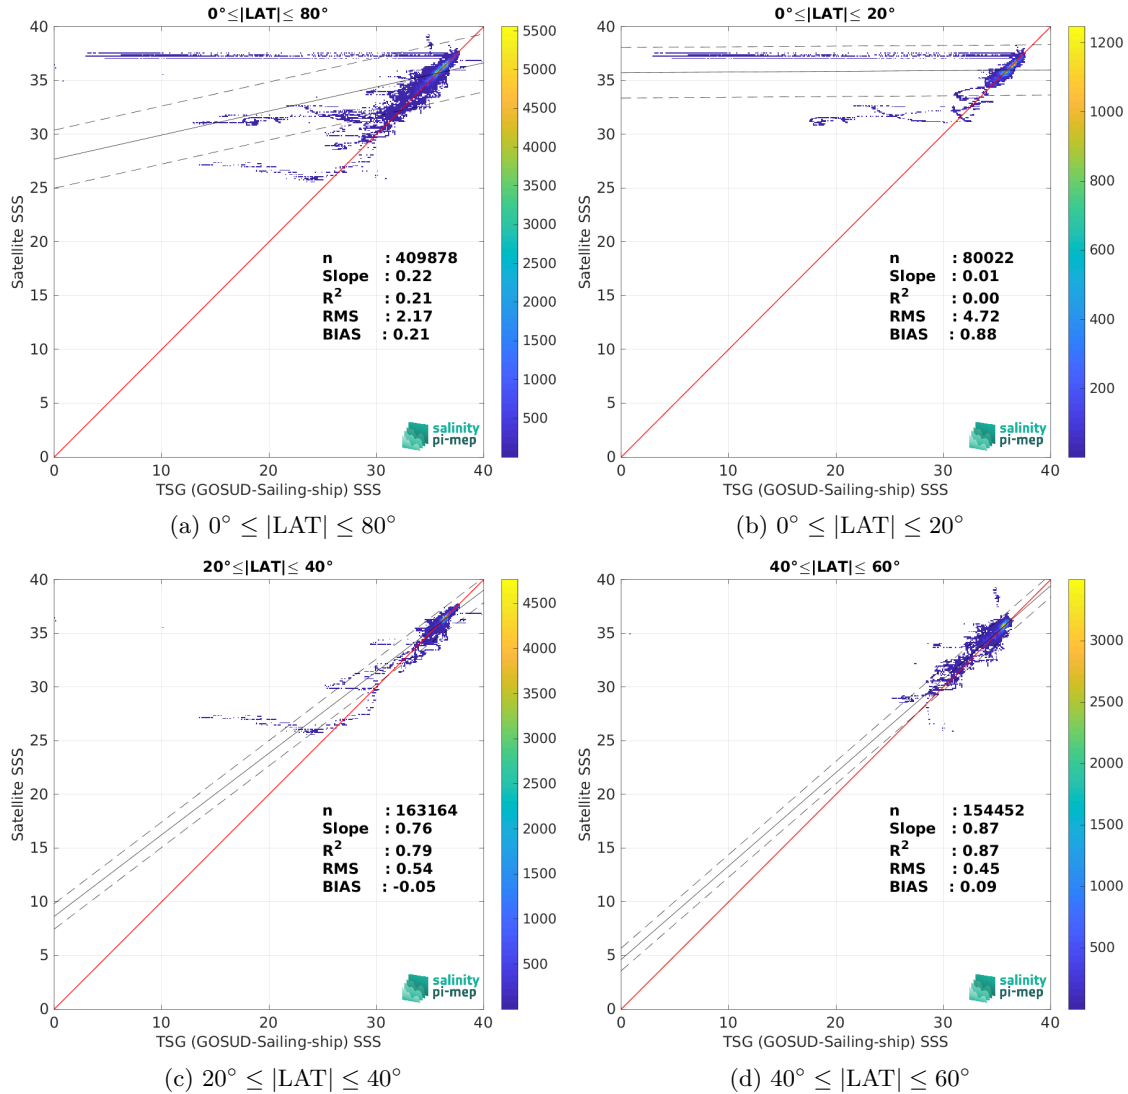 0°≤|LAT|≤ 80°
Satellite SSS
40
35
30
25
20
15
10
5
0
n : 409878
Slope : 0.22
R² : 0.21
RMS : 2.17
BIAS : 0.21
salinity
pi-mep
0 10 20 30 40
TSG (GOSUD-Sailing-ship) SSS
5500
5000
4500
4000
3500
3000
2500
2000
1500
1000
500
(a) 0° ≤ |LAT| ≤ 80°
0°≤|LAT|≤ 20°
Satellite SSS
40
35
30
25
20
15
10
5
0
n : 80022
Slope : 0.01
R² : 0.00
RMS : 4.72
BIAS : 0.88
salinity
pi-mep
0 10 20 30 40
TSG (GOSUD-Sailing-ship) SSS
1200
1000
800
600
400
200
(b) 0° ≤ |LAT| ≤ 20°
20°≤|LAT|≤ 40°
Satellite SSS
40
35
30
25
20
15
10
5
0
n : 163164
Slope : 0.76
R² : 0.79
RMS : 0.54
BIAS : -0.05
salinity
pi-mep
0 10 20 30 40
TSG (GOSUD-Sailing-ship) SSS
4500
4000
3500
3000
2500
2000
1500
1000
500
(c) 20° ≤ |LAT| ≤ 40°
40°≤|LAT|≤ 60°
Satellite SSS
40
35
30
25
20
15
10
5
0
n : 154452
Slope : 0.87
R² : 0.87
RMS : 0.45
BIAS : 0.09
salinity
pi-mep
0 10 20 30 40
TSG (GOSUD-Sailing-ship) SSS
3000
2500
2000
1500
1000
500
(d) 40° ≤ |LAT| ≤ 60°